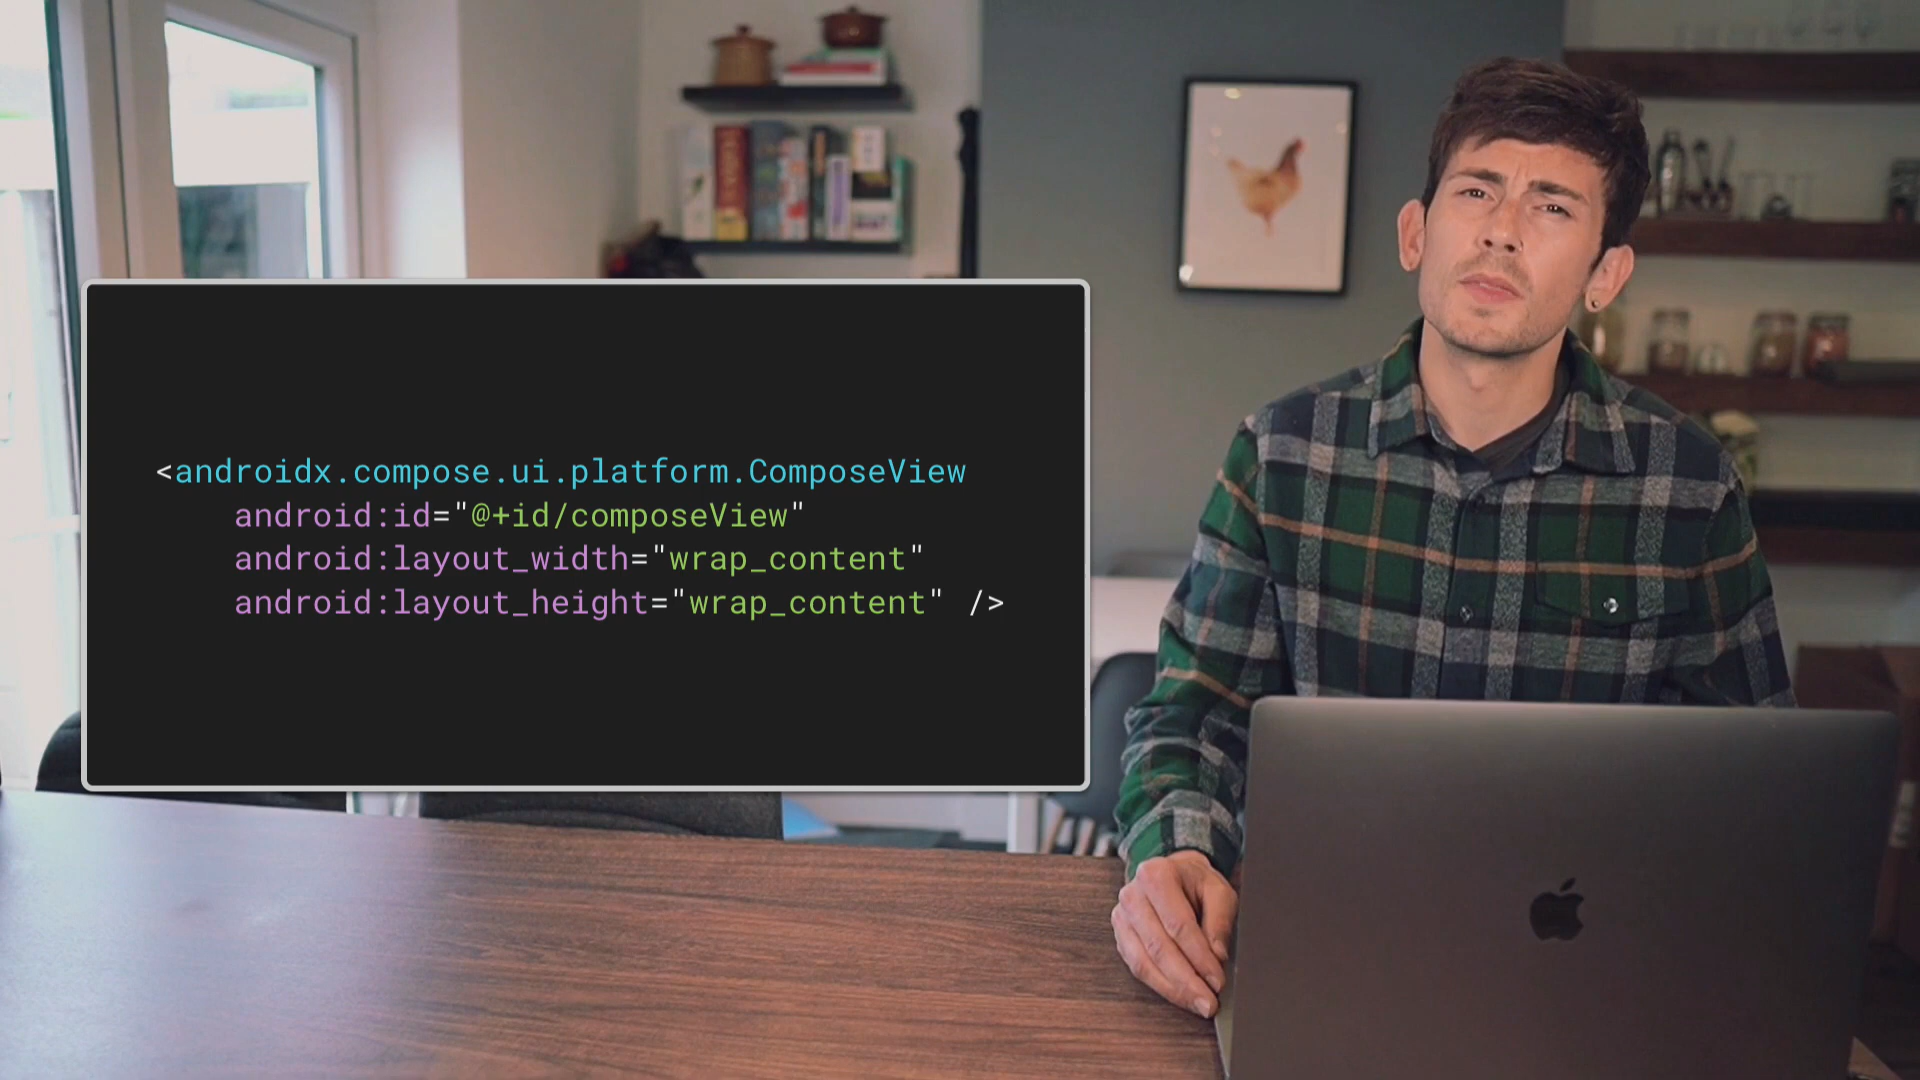 <androidx.compose.ui.platform.ComposeView
android:id="@+id/composeView"
android:layout_width="wrap_content"
android:layout_height="wrap_content" />